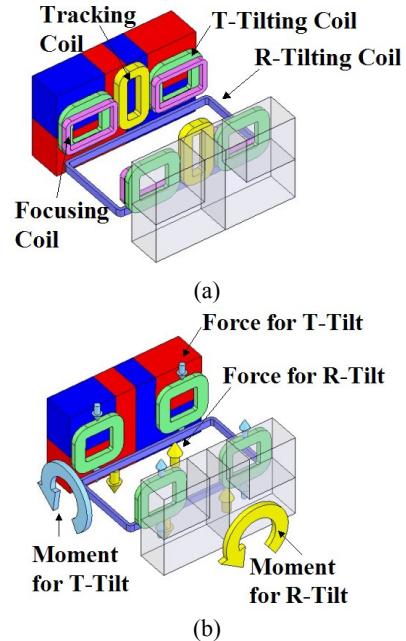 Tracking
Coil
T-Tilting Coil
R-Tilting Coil
Focusing
Coil
(a)
Force for T-Tilt
Force for R-Tilt
Moment
for T-Tilt
Moment
for R-Tilt
(b)